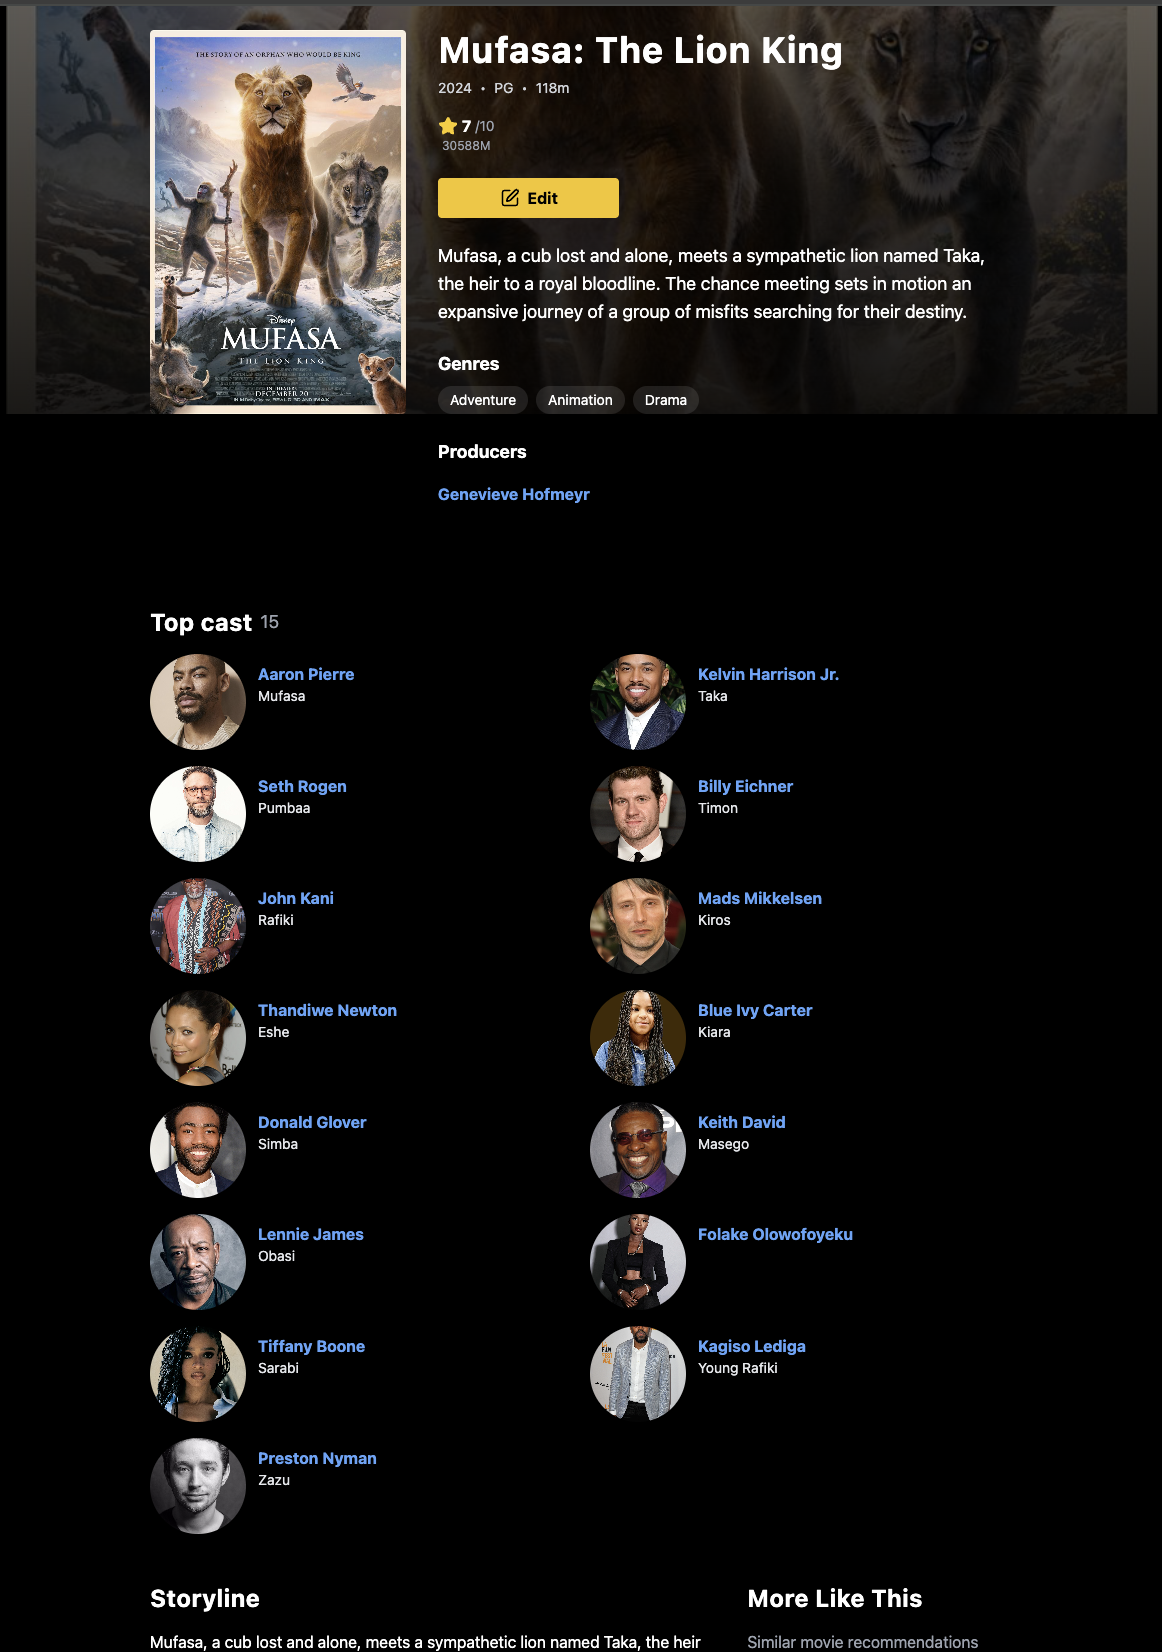 THE STORY OF AN ORPHAN WHO WOULD BE KING
Disney
MUFASA
THE LION KING
IN THEATERS
DECEMBER 20
Mufasa: The Lion King
2024 • PG • 118m
7 /10
30588M
Edit
Mufasa, a cub lost and alone, meets a sympathetic lion named Taka,
the heir to a royal bloodline. The chance meeting sets in motion an
expansive journey of a group of misfits searching for their destiny.
Genres
Adventure Animation Drama
Producers
Genevieve Hofmeyr
Top cast 15
Aaron Pierre
Mufasa
Kelvin Harrison Jr.
Taka
Seth Rogen
Pumbaa
Billy Eichner
Timon
John Kani
Rafiki
Mads Mikkelsen
Kiros
Thandiwe Newton
Eshe
Blue Ivy Carter
Kiara
Donald Glover
Simba
Keith David
Masego
Lennie James
Obasi
Folake Olowofoyeku
Tiffany Boone
Sarabi
Kagiso Lediga
Young Rafiki
Preston Nyman
Zazu
Storyline
Mufasa, a cub lost and alone, meets a sympathetic lion named Taka, the heir
More Like This
Similar movie recommendations